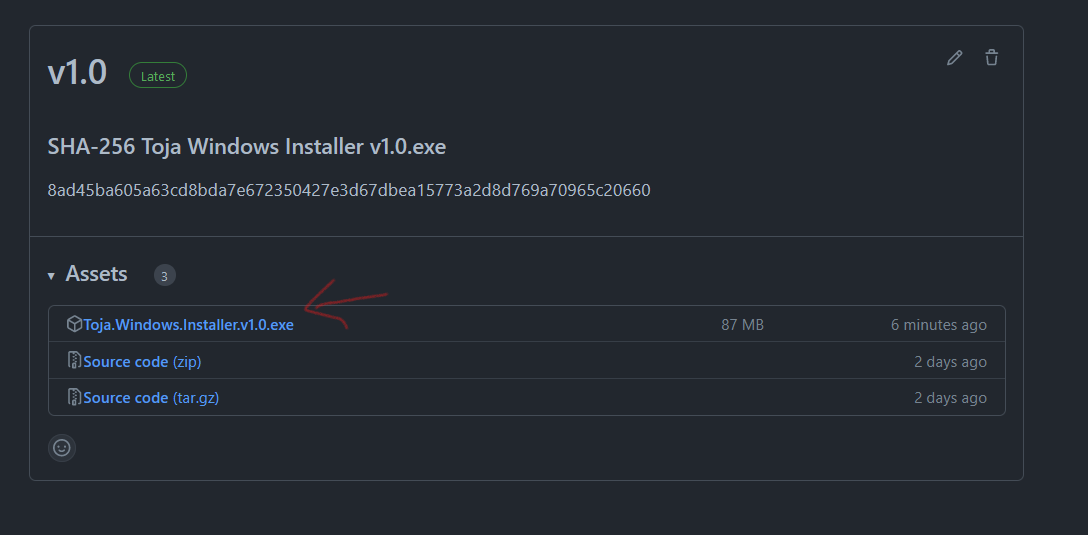 v1.0 Latest
SHA-256 Toja Windows Installer v1.0.exe
8ad45ba605a63cd8bda7e672350427e3d67dbea15773a2d8d769a70965c20660
Assets 3
Toja.Windows.Installer.v1.0.exe 87 MB 6 minutes ago
Source code (zip) 2 days ago
Source code (tar.gz) 2 days ago